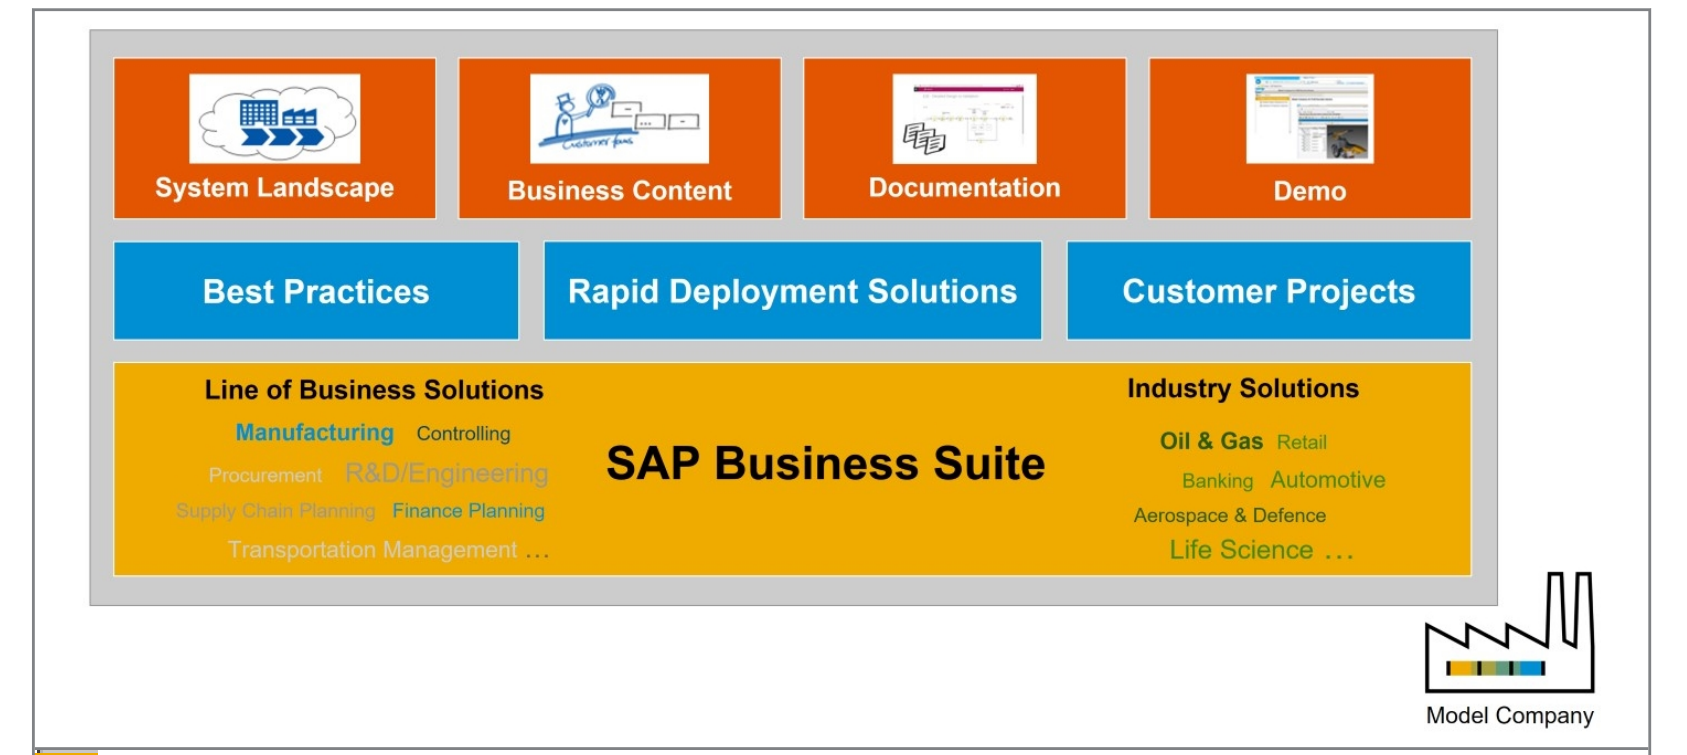 System Landscape
Customer focus
Business Content
Documentation
Demo
Best Practices
Rapid Deployment Solutions
Customer Projects
Line of Business Solutions
Manufacturing Controlling
Procurement R&D/Engineering
Supply Chain Planning Finance Planning
Transportation Management ...
SAP Business Suite
Industry Solutions
Oil & Gas Retail
Banking Automotive
Aerospace & Defence
Life Science ...
Model Company